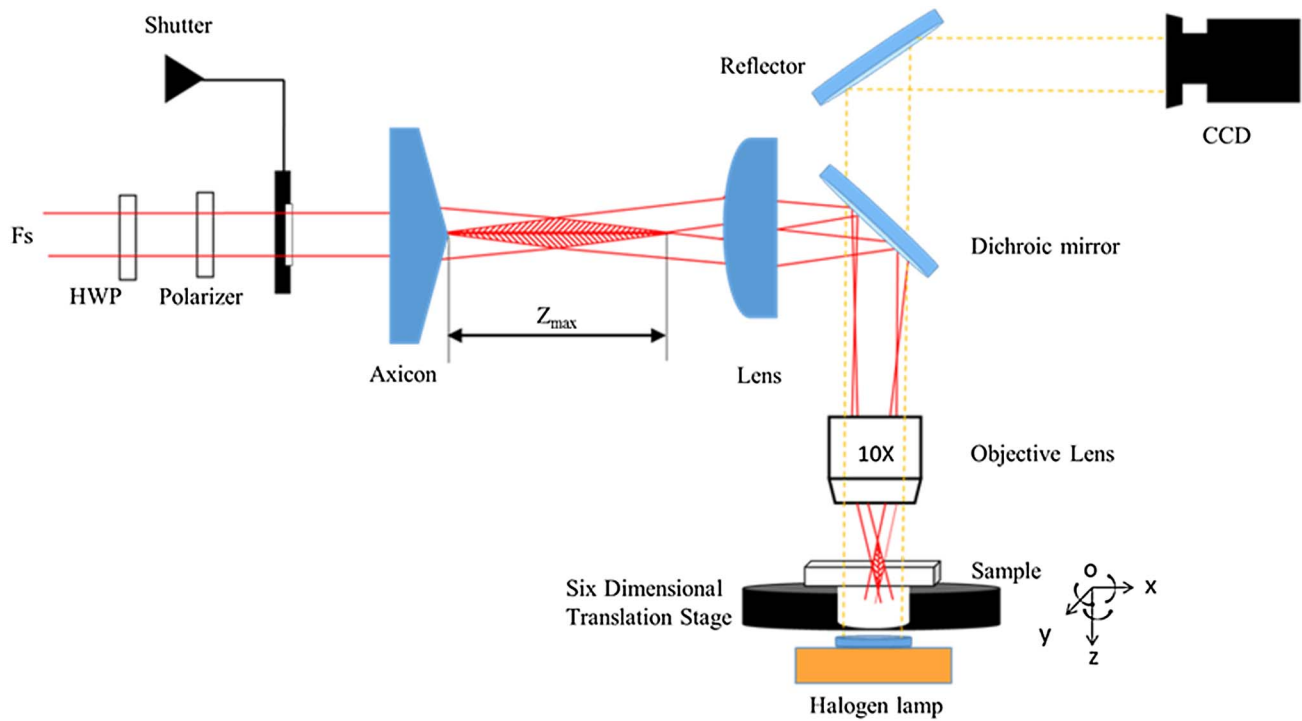 Shutter
Reflector
CCD
Fs
HWP
Polarizer
Dichroic mirror
Zmax
Axicon
Lens
10X
Objective Lens
Sample
Six Dimensional
Translation Stage
O
X
y
z
Halogen lamp